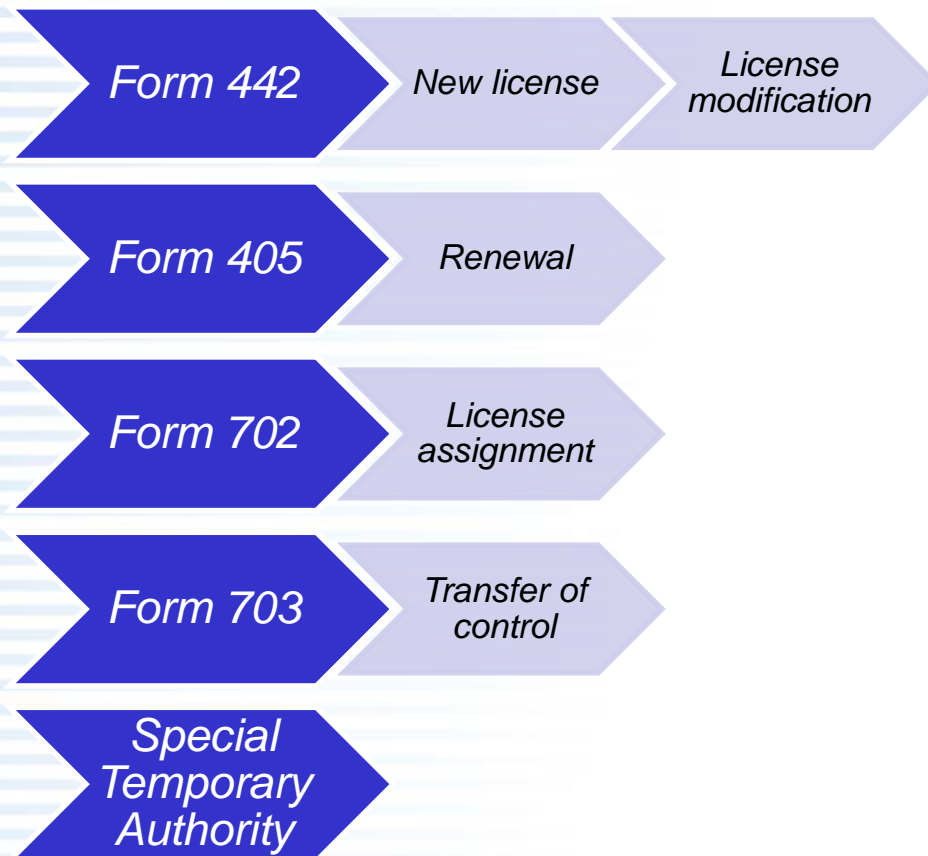 Form 442
New license
License
modification
Form 405
Renewal
Form 702
License
assignment
Form 703
Transfer of
control
Special
Temporary
Authority